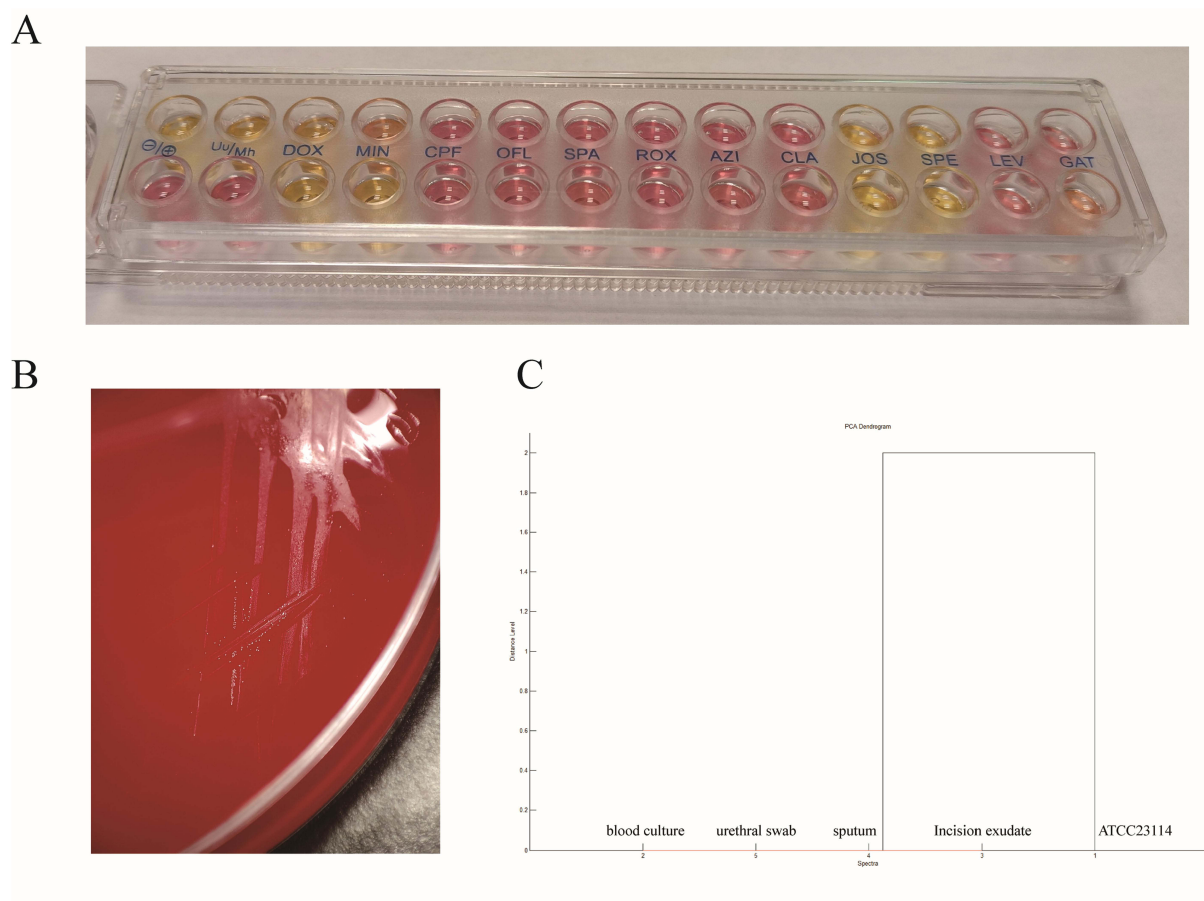 A
⊖/⊕ Uu/Mh DOX MIN CPF OFL SPA ROX AZI CLA JOS SPE LEV GAT
B
C
PCA Dendrogram
2
1.8
1.6
1.4
1.2
1
0.8
0.6
0.4
0.2
0
Distance Level
blood culture urethral swab sputum Incision exudate ATCC23114
2 5 4 3 1
Spectra